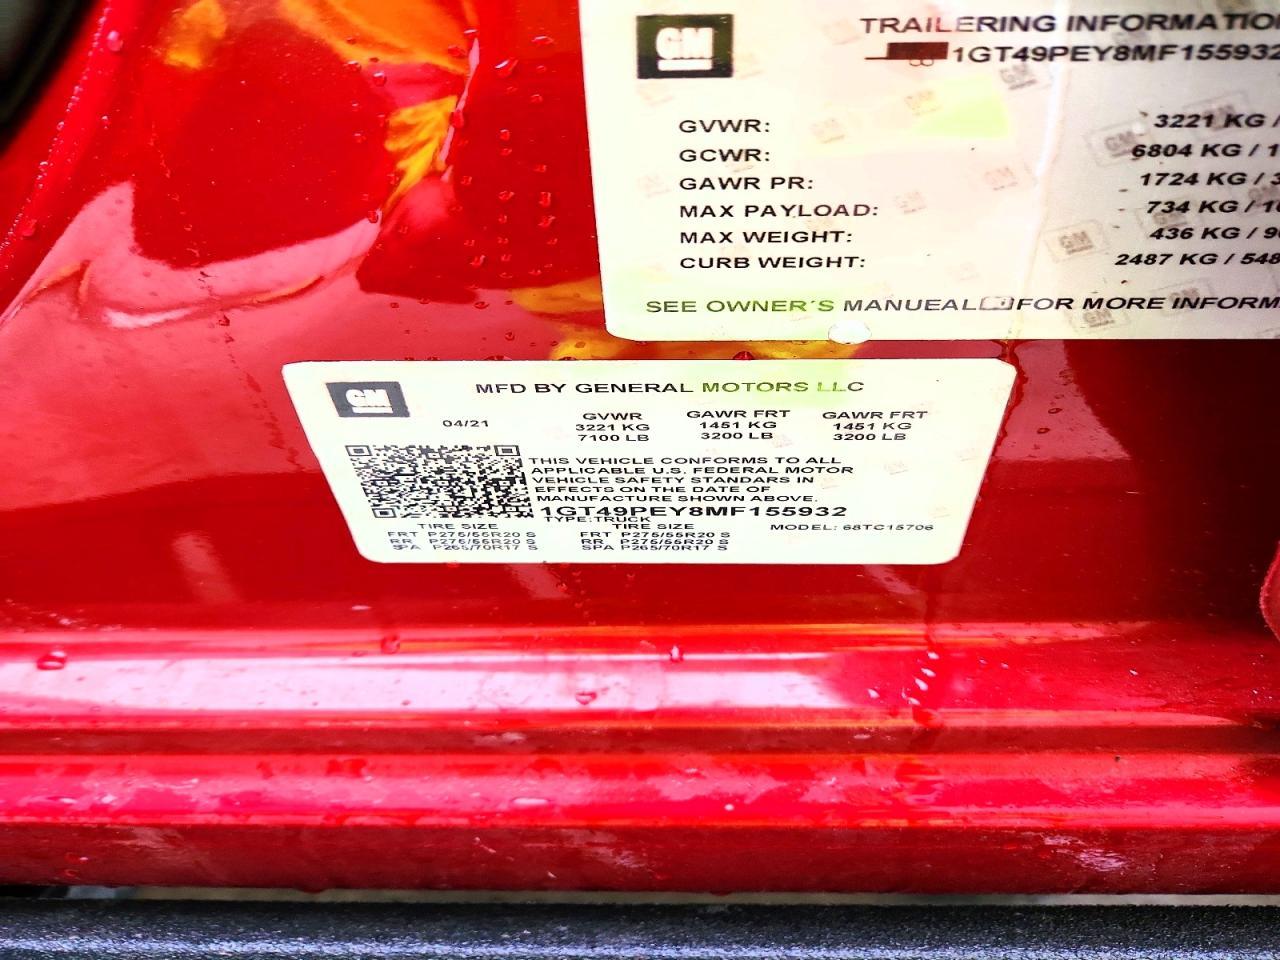 GM
TRAILERING INFORMATIO
1GT49PEY8MF155932
GVWR: 3221 KG /
GCWR: 6804 KG / 1
GAWR PR: 1724 KG / 3
MAX PAYLOAD: 734 KG / 16
MAX WEIGHT: 436 KG / 96
CURB WEIGHT: 2487 KG / 548
SEE OWNER´S MANUEAL FOR MORE INFORM
GM
MFD BY GENERAL MOTORS LLC
04/21
GVWR GAWR FRT GAWR FRT
3221 KG 1451 KG 1451 KG
7100 LB 3200 LB 3200 LB
THIS VEHICLE CONFORMS TO ALL
APPLICABLE U.S. FEDERAL MOTOR
VEHICLE SAFETY STANDARS IN
EFFECTS ON THE DATE OF
MANUFACTURE SHOWN ABOVE.
1GT49PEY8MF155932
TYPE:TRUCK
TIRE SIZE TIRE SIZE MODEL: 68TC15706
FRT P275/55R20 S FRT P275/55R20 S
RR P275/55R20 S RR P275/55R20 S
SPA P265/70R17 S SPA P265/70R17 S